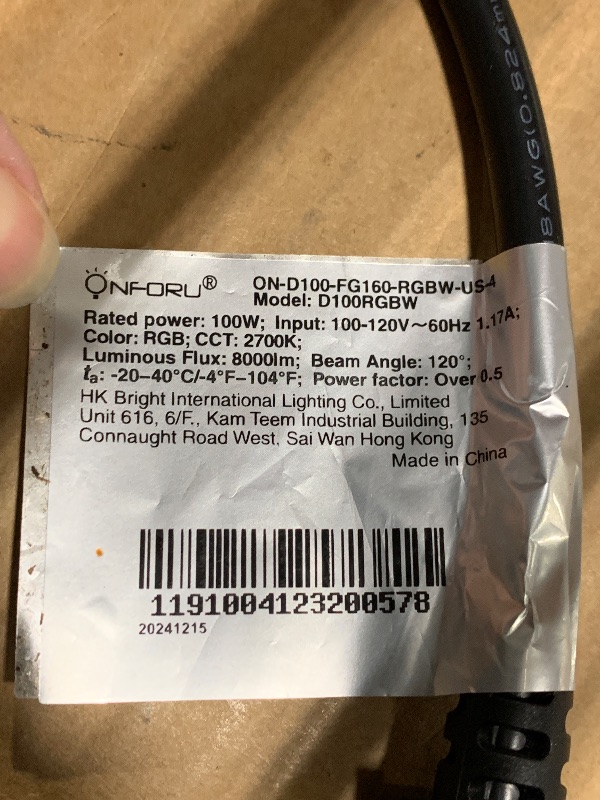 8AWG(0.824m
ONFORU®
ON-D100-FG160-RGBW-US-4
Model: D100RGBW
Rated power: 100W; Input: 100-120V~60Hz 1.17A;
Color: RGB; CCT: 2700K;
Luminous Flux: 8000lm; Beam Angle: 120°;
ta: -20–40°C/-4°F–104°F; Power factor: Over 0.5
HK Bright International Lighting Co., Limited
Unit 616, 6/F., Kam Teem Industrial Building, 135
Connaught Road West, Sai Wan Hong Kong
Made in China
1191004123200578
20241215